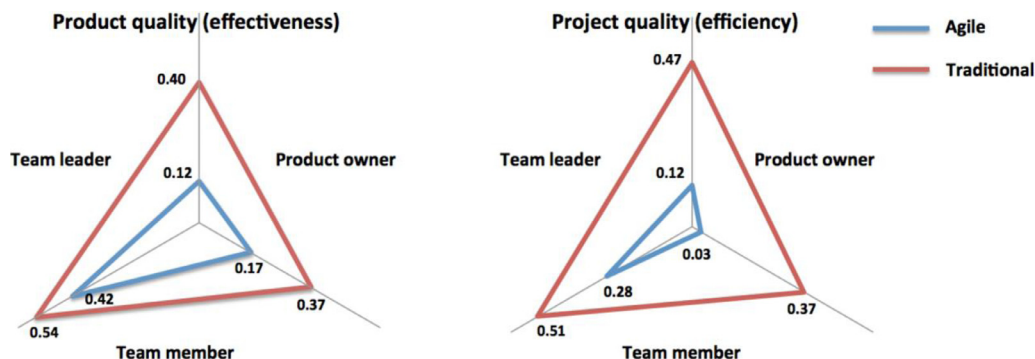 Product quality (effectiveness)
0.40
Team leader
Product owner
0.12
0.17
0.42
0.37
0.54
Team member
Project quality (efficiency)
0.47
Team leader
Product owner
0.12
0.03
0.28
0.37
0.51
Team member
Agile
Traditional